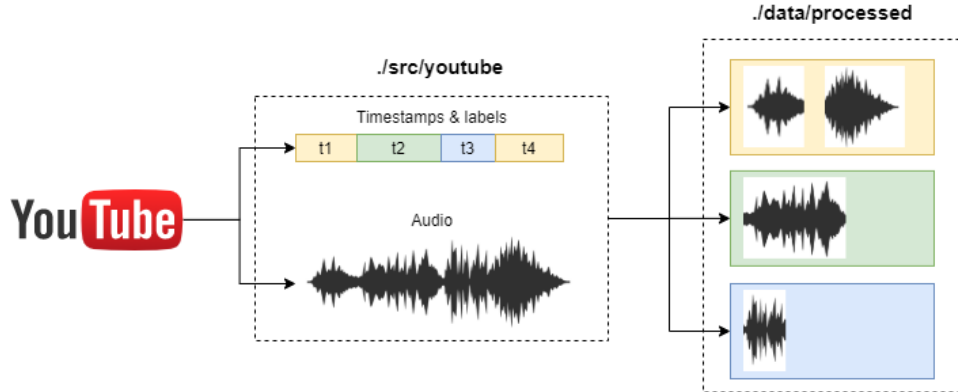 ./data/processed
./src/youtube
Timestamps & labels
t1 t2 t3 t4
YouTube
Audio